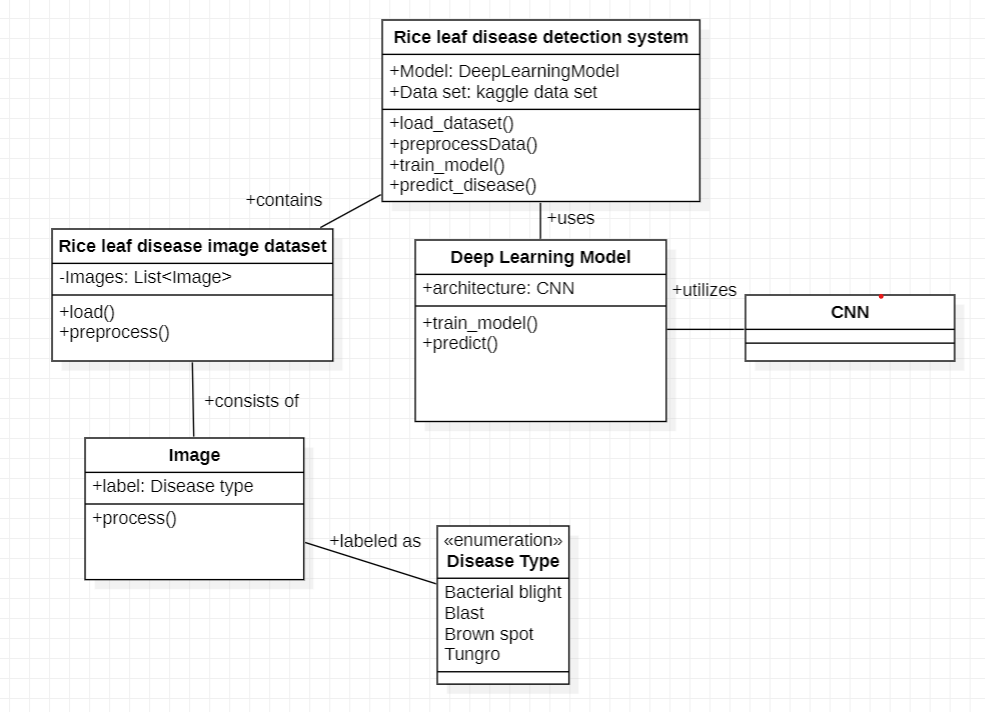 Rice leaf disease detection system
+Model: DeepLearningModel
+Data set: kaggle data set
+load_dataset()
+preprocessData()
+train_model()
+predict_disease()
+contains
+uses
Rice leaf disease image dataset
-Images: List<Image>
+load()
+preprocess()
Deep Learning Model
+architecture: CNN
+train_model()
+predict()
+utilizes
CNN
+consists of
Image
+label: Disease type
+process()
+labeled as
«enumeration»
Disease Type
Bacterial blight
Blast
Brown spot
Tungro